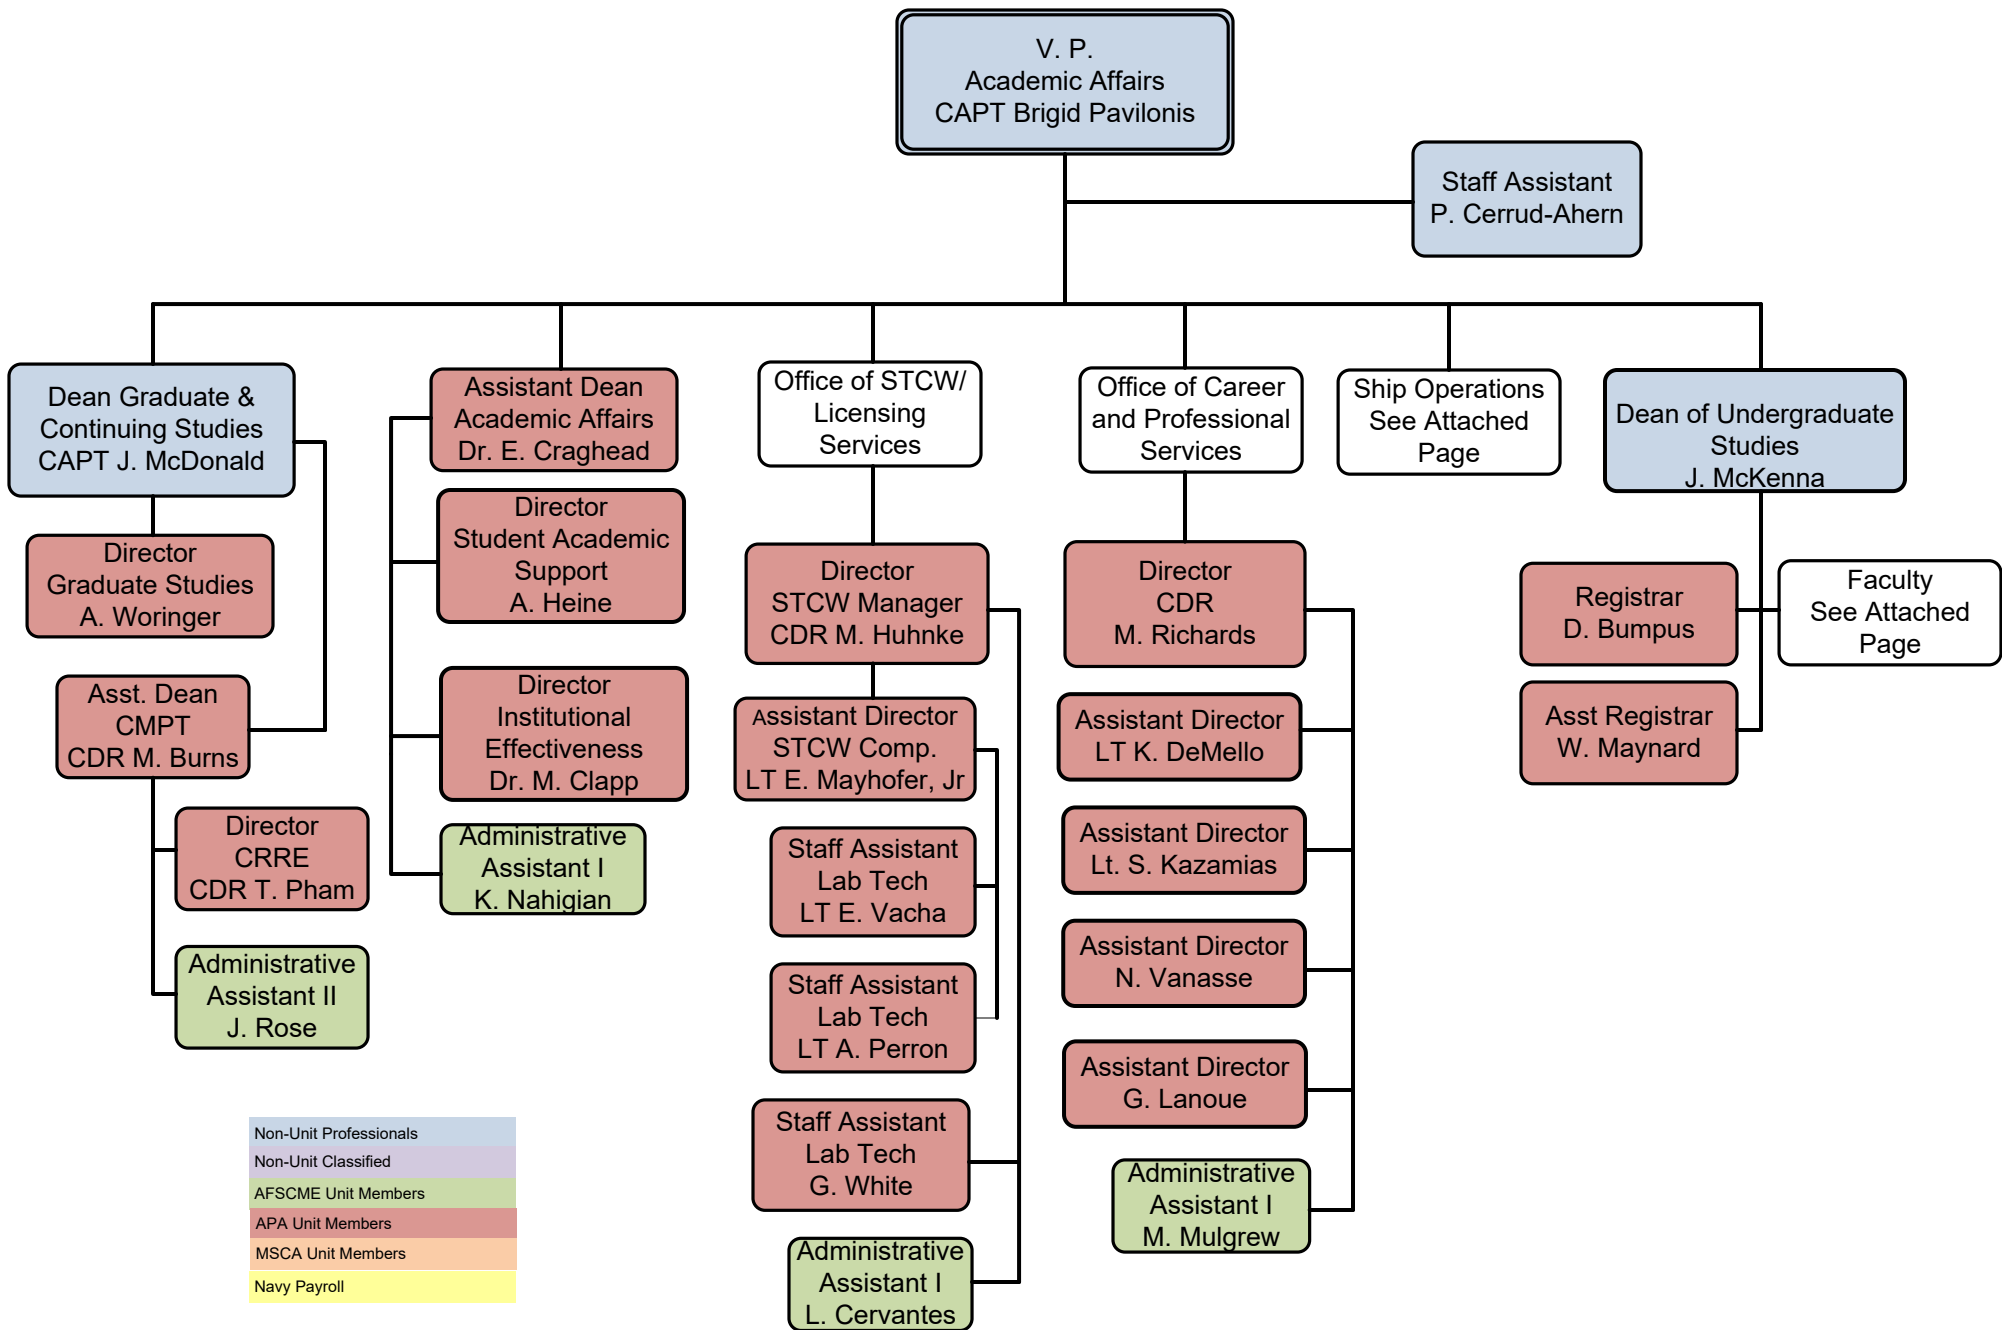 V. P.
Academic Affairs
CAPT Brigid Pavilonis
Staff Assistant
P. Cerrud-Ahern
Dean Graduate &
Continuing Studies
CAPT J. McDonald
Director
Graduate Studies
A. Woringer
Asst. Dean
CMPT
CDR M. Burns
Director
CRRE
CDR T. Pham
Administrative
Assistant II
J. Rose
Assistant Dean
Academic Affairs
Dr. E. Craghead
Director
Student Academic
Support
A. Heine
Director
Institutional
Effectiveness
Dr. M. Clapp
Administrative
Assistant I
K. Nahigian
Office of STCW/
Licensing
Services
Director
STCW Manager
CDR M. Huhnke
Assistant Director
STCW Comp.
LT E. Mayhofer, Jr
Staff Assistant
Lab Tech
LT E. Vacha
Staff Assistant
Lab Tech
LT A. Perron
Staff Assistant
Lab Tech
G. White
Administrative
Assistant I
L. Cervantes
Office of Career
and Professional
Services
Director
CDR
M. Richards
Assistant Director
LT K. DeMello
Assistant Director
Lt. S. Kazamias
Assistant Director
N. Vanasse
Assistant Director
G. Lanoue
Administrative
Assistant I
M. Mulgrew
Ship Operations
See Attached
Page
Dean of Undergraduate
Studies
J. McKenna
Registrar
D. Bumpus
Faculty
See Attached
Page
Asst Registrar
W. Maynard
Non-Unit Professionals
Non-Unit Classified
AFSCME Unit Members
APA Unit Members
MSCA Unit Members
Navy Payroll